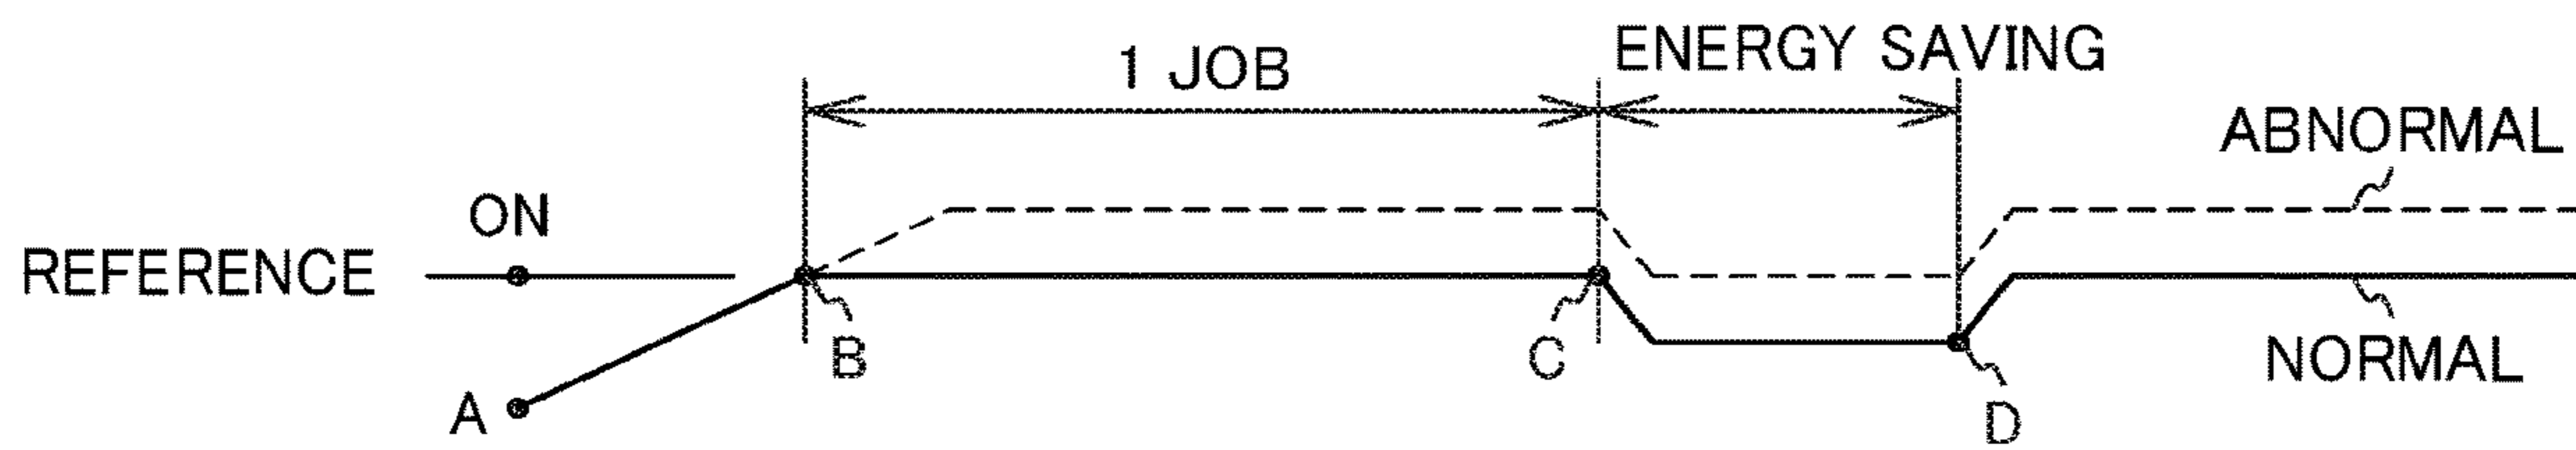 1 JOB
ENERGY SAVING
ABNORMAL
ON
REFERENCE
B
C
NORMAL
A
D